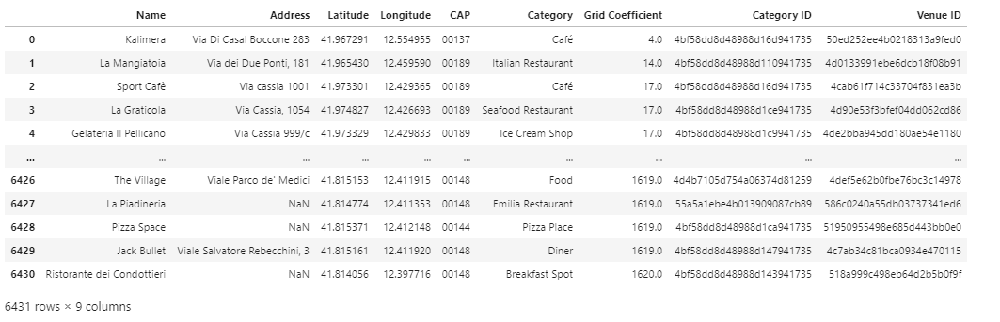 Name Address Latitude Longitude CAP Category Grid Coefficient Category ID Venue ID
0 Kalimera Via Di Casal Boccone 283 41.967291 12.554955 00137 Café 4.0 4bf58dd8d48988d16d941735 50ed252ee4b0218313a9fed0
1 La Mangiatoia Via dei Due Ponti, 181 41.965430 12.459590 00189 Italian Restaurant 14.0 4bf58dd8d48988d110941735 4d0133991ebe6dcb18f08b91
2 Sport Cafè Via cassia 1001 41.973301 12.429365 00189 Café 17.0 4bf58dd8d48988d16d941735 4cab61f714c33704f831ea3b
3 La Graticola Via Cassia, 1054 41.974827 12.426693 00189 Seafood Restaurant 17.0 4bf58dd8d48988d1ce941735 4d90e53f3bfef04dd062cd86
4 Gelateria Il Pellicano Via Cassia 999/c 41.973329 12.429833 00189 Ice Cream Shop 17.0 4bf58dd8d48988d1c9941735 4de2bba945dd180ae54e1180
... ... ... ... ... ... ... ... ... ...
6426 The Village Viale Parco de' Medici 41.815153 12.411915 00148 Food 1619.0 4d4b7105d754a06374d81259 4def5e62b0fbe76bc3c14978
6427 La Piadineria NaN 41.814774 12.411353 00148 Emilia Restaurant 1619.0 55a5a1ebe4b013909087cb89 586c0240a55db03737341ed6
6428 Pizza Space NaN 41.815371 12.412148 00144 Pizza Place 1619.0 4bf58dd8d48988d1ca941735 51950955498e685d443bb0e0
6429 Jack Bullet Viale Salvatore Rebecchini, 3 41.815161 12.411920 00148 Diner 1619.0 4bf58dd8d48988d147941735 4c7ab34c81bca0934e470115
6430 Ristorante dei Condottieri NaN 41.814056 12.397716 00148 Breakfast Spot 1620.0 4bf58dd8d48988d143941735 518a999c498eb64d2b5b0f9f
6431 rows × 9 columns